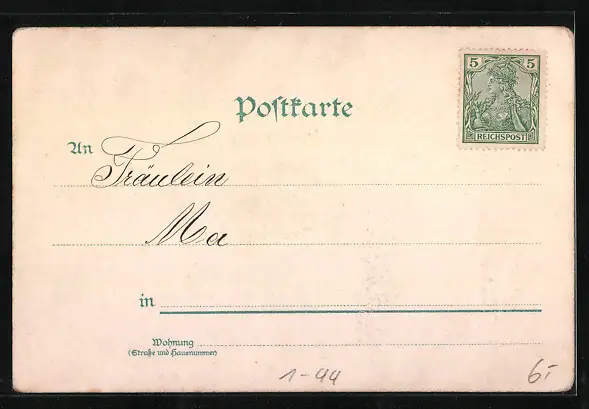 5 5
REICHSPOST
Postkarte
An Fräulein
Ma
in
Wohnung
(Straße und Hausnummer)
1-44 6.-